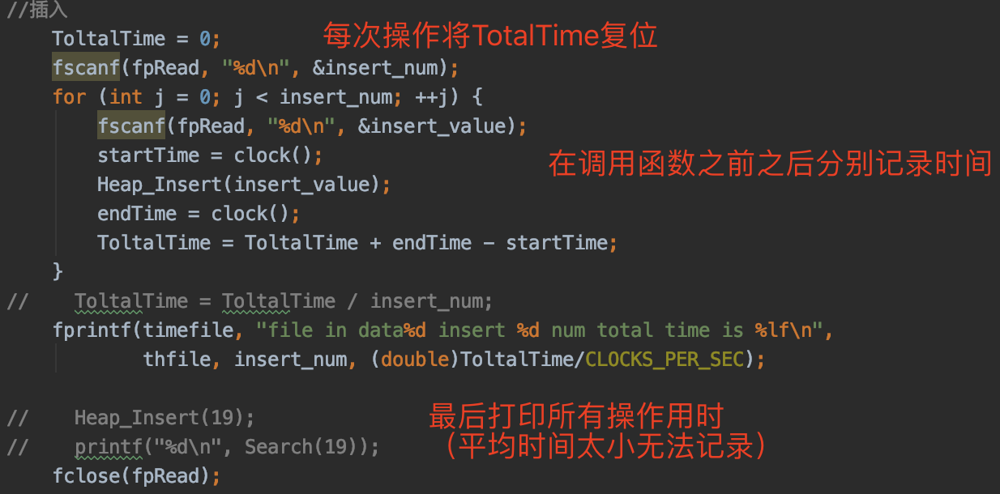 //插入
ToltalTime = 0; 每次操作将TotalTime复位
fscanf(fpRead, "%d\n", &insert_num);
for (int j = 0; j < insert_num; ++j) {
fscanf(fpRead, "%d\n", &insert_value);
startTime = clock(); 在调用函数之前之后分别记录时间
Heap_Insert(insert_value);
endTime = clock();
ToltalTime = ToltalTime + endTime - startTime;
}
// ToltalTime = ToltalTime / insert_num;
fprintf(timefile, "file in data%d insert %d num total time is %lf\n",
thfile, insert_num, (double)ToltalTime/CLOCKS_PER_SEC);
// Heap_Insert(19); 最后打印所有操作用时
// printf("%d\n", Search(19)); （平均时间太小无法记录）
fclose(fpRead);